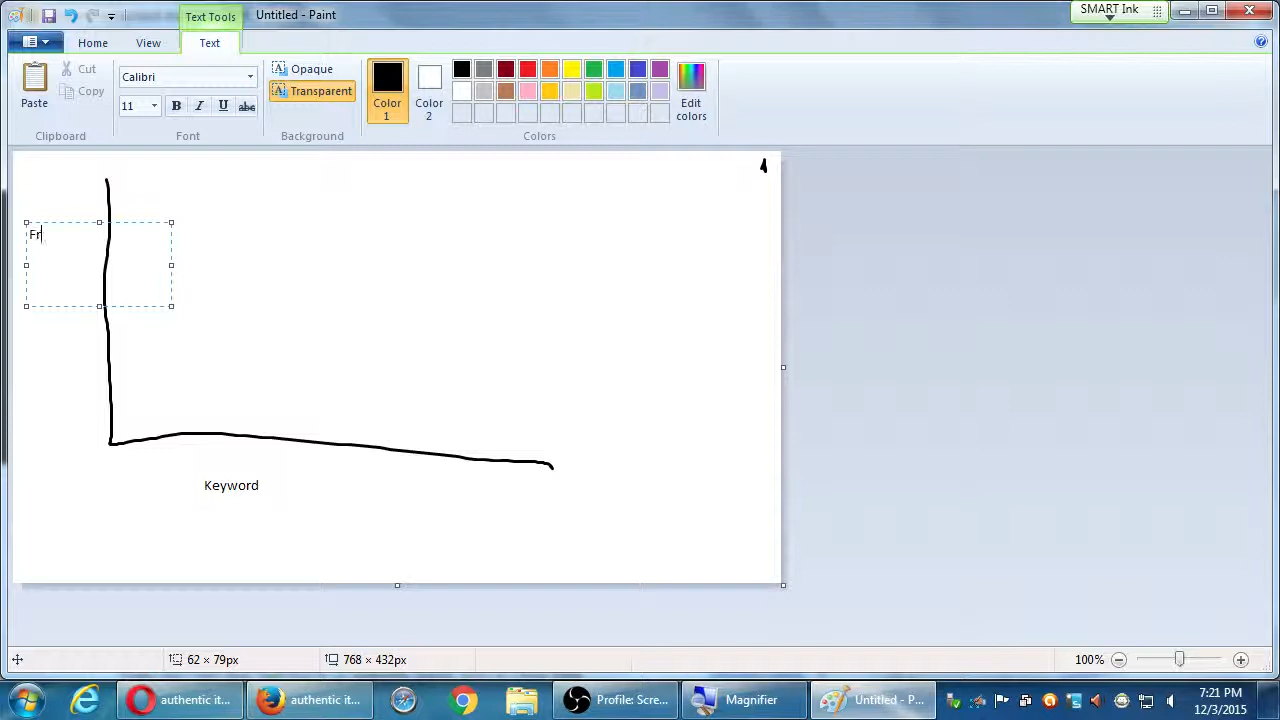 Text Tools
Untitled - Paint
SMART Ink
Home
View
Text
Paste
Cut
Copy
Clipboard
Calibri
11
B
I
U
abc
Font
Opaque
Transparent
Background
Color 1
Color 2
Edit colors
Colors
Fr
Keyword
62 × 79px
768 × 432px
100%
authentic it...
authentic it...
Profile: Scre...
Magnifier
Untitled - P...
7:21 PM
12/3/2015